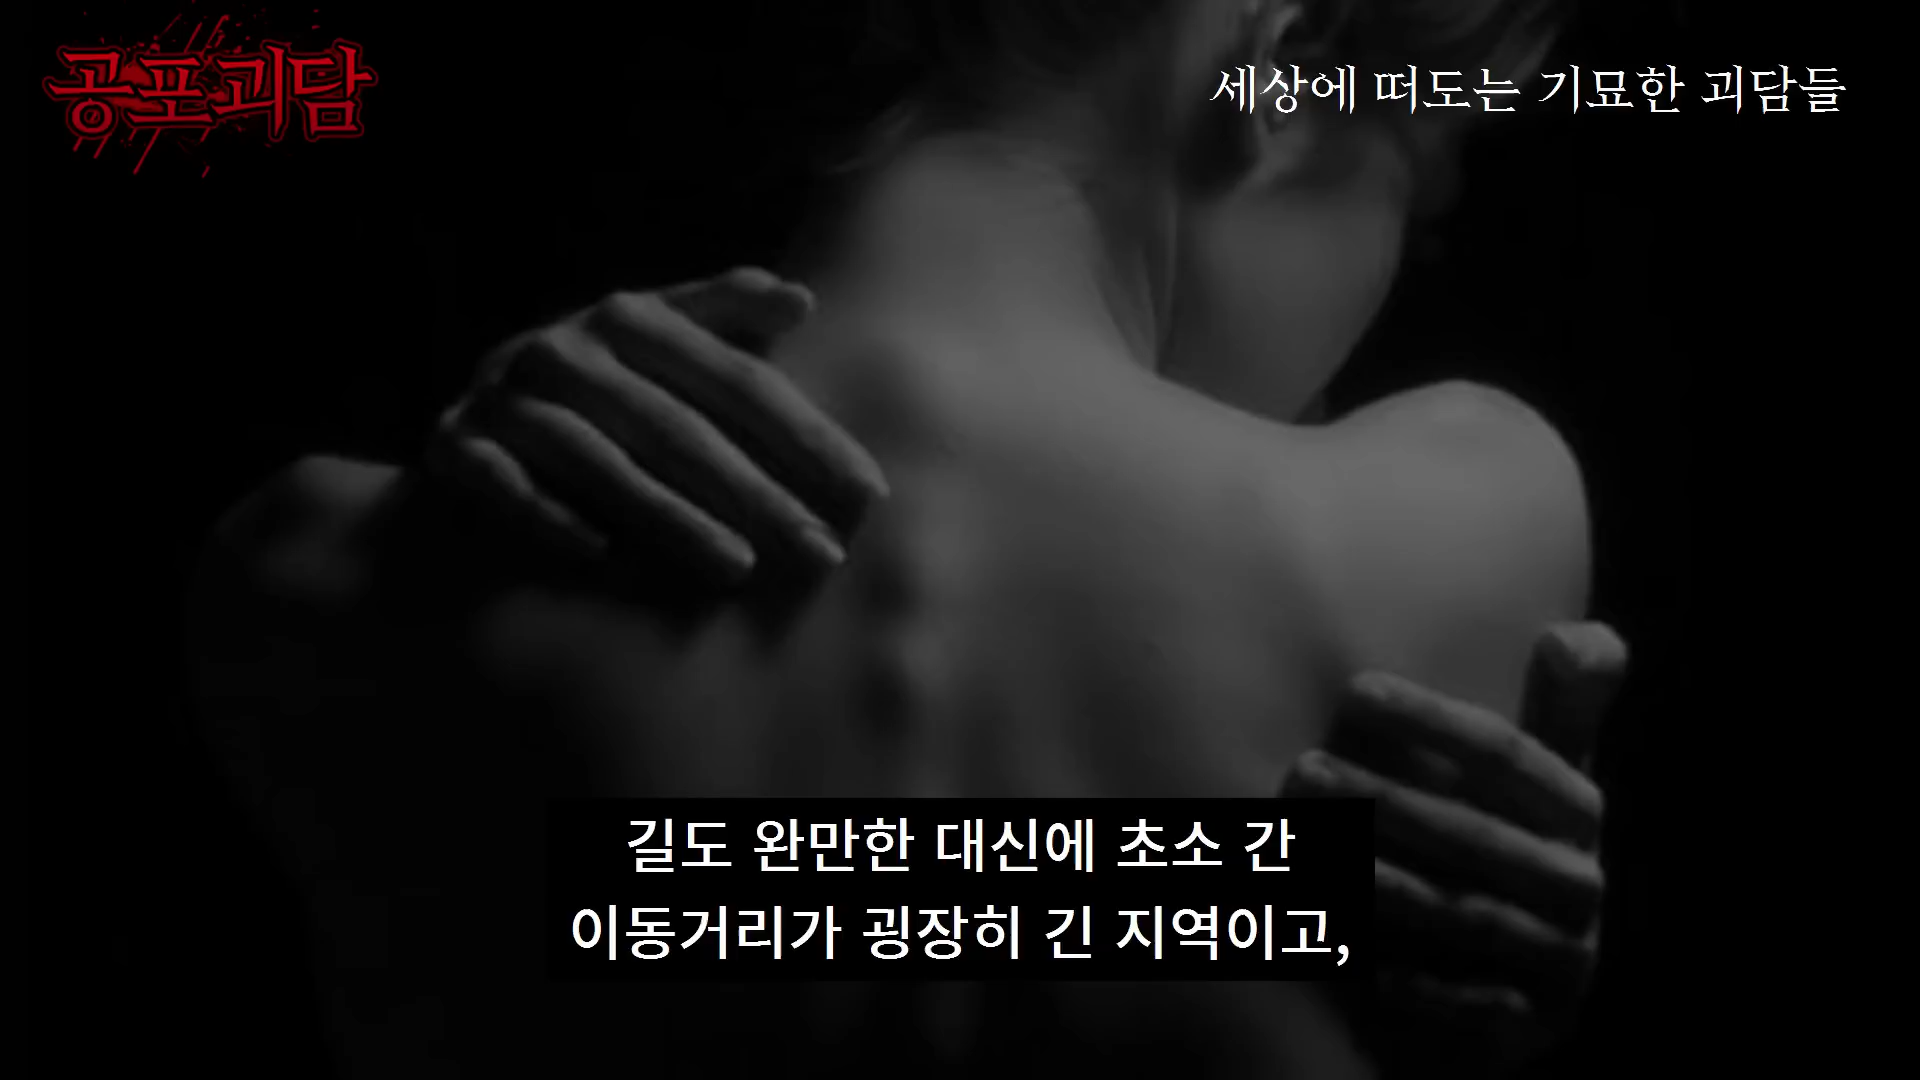 공포괴담
세상에 떠도는 기묘한 괴담들
길도 완만한 대신에 초소 간
이동거리가 굉장히 긴 지역이고,